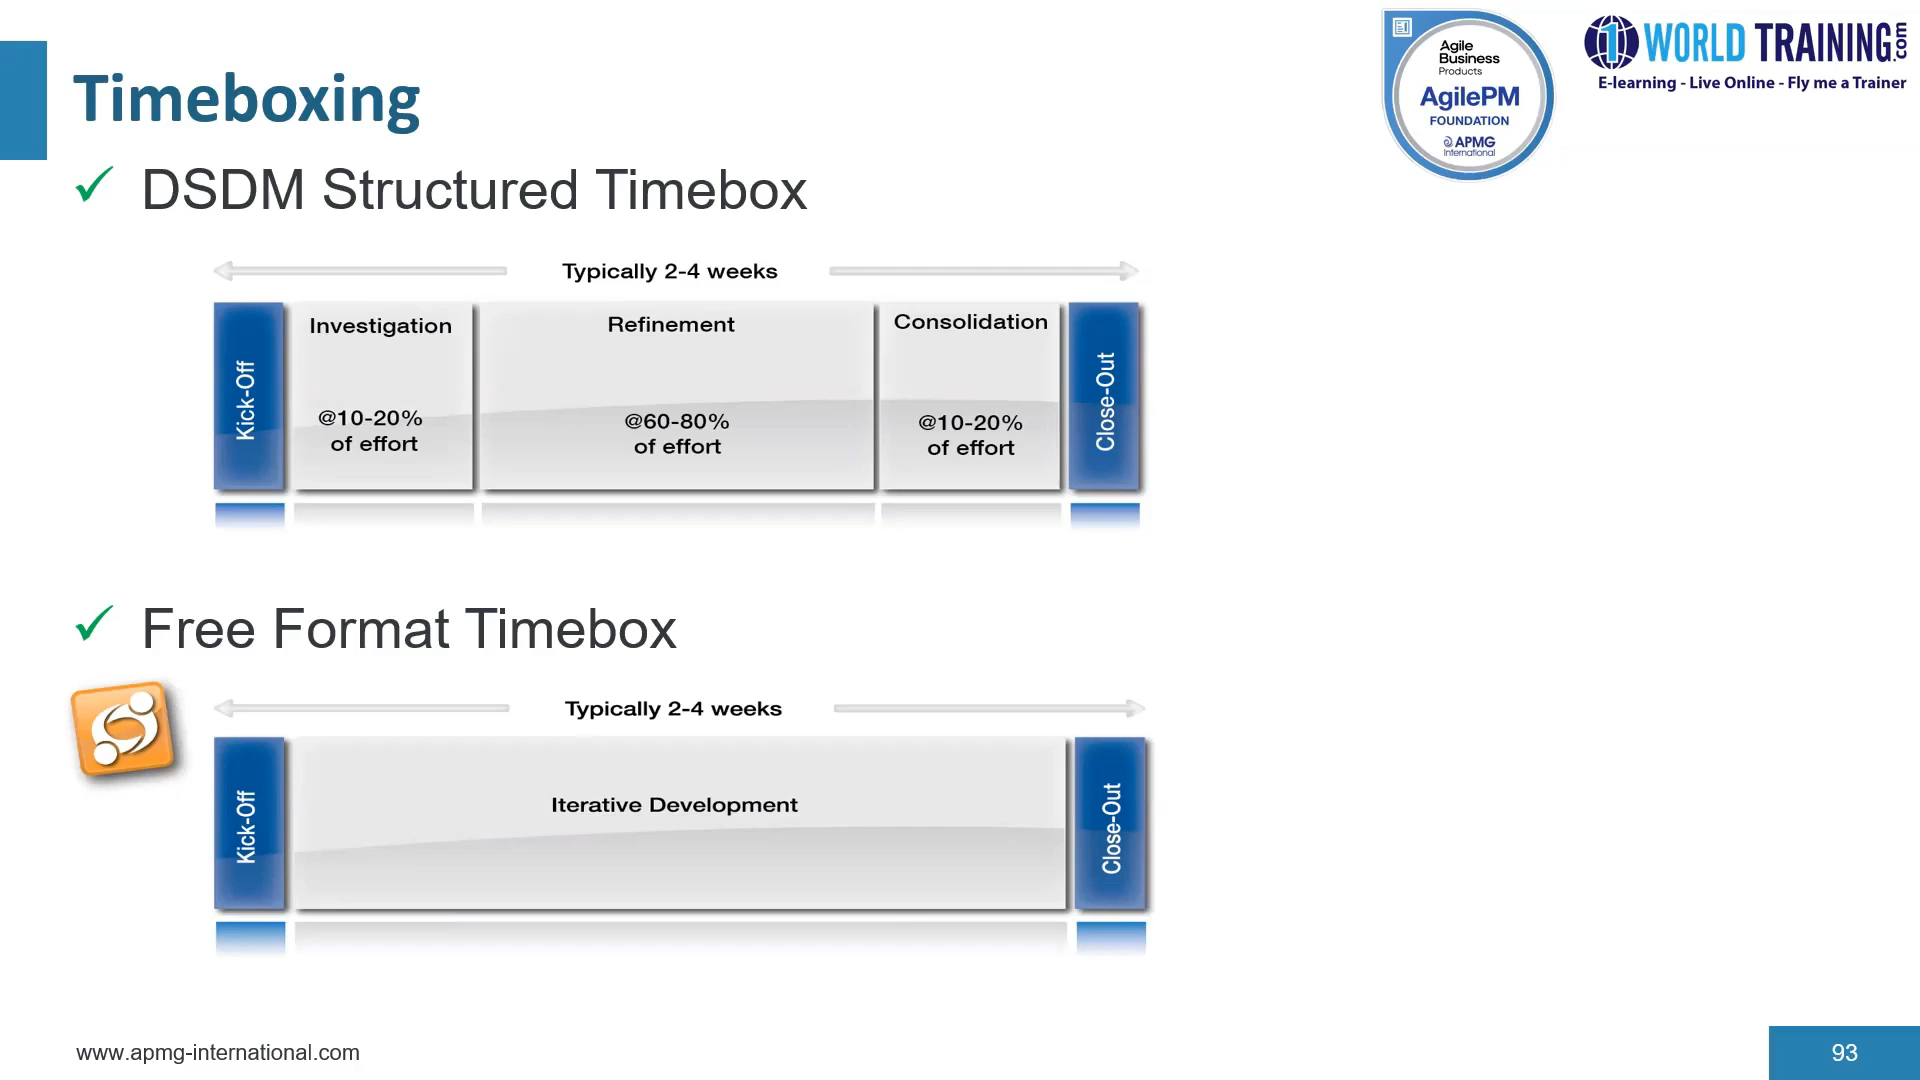 Timeboxing
Agile
Business
Products
AgilePM
FOUNDATION
APMG
International
1 WORLD TRAINING.com
E-learning - Live Online - Fly me a Trainer
✓ DSDM Structured Timebox
Typically 2-4 weeks
Kick-Off
Investigation
@10-20%
of effort
Refinement
@60-80%
of effort
Consolidation
@10-20%
of effort
Close-Out
✓ Free Format Timebox
Typically 2-4 weeks
Kick-Off
Iterative Development
Close-Out
www.apmg-international.com
93